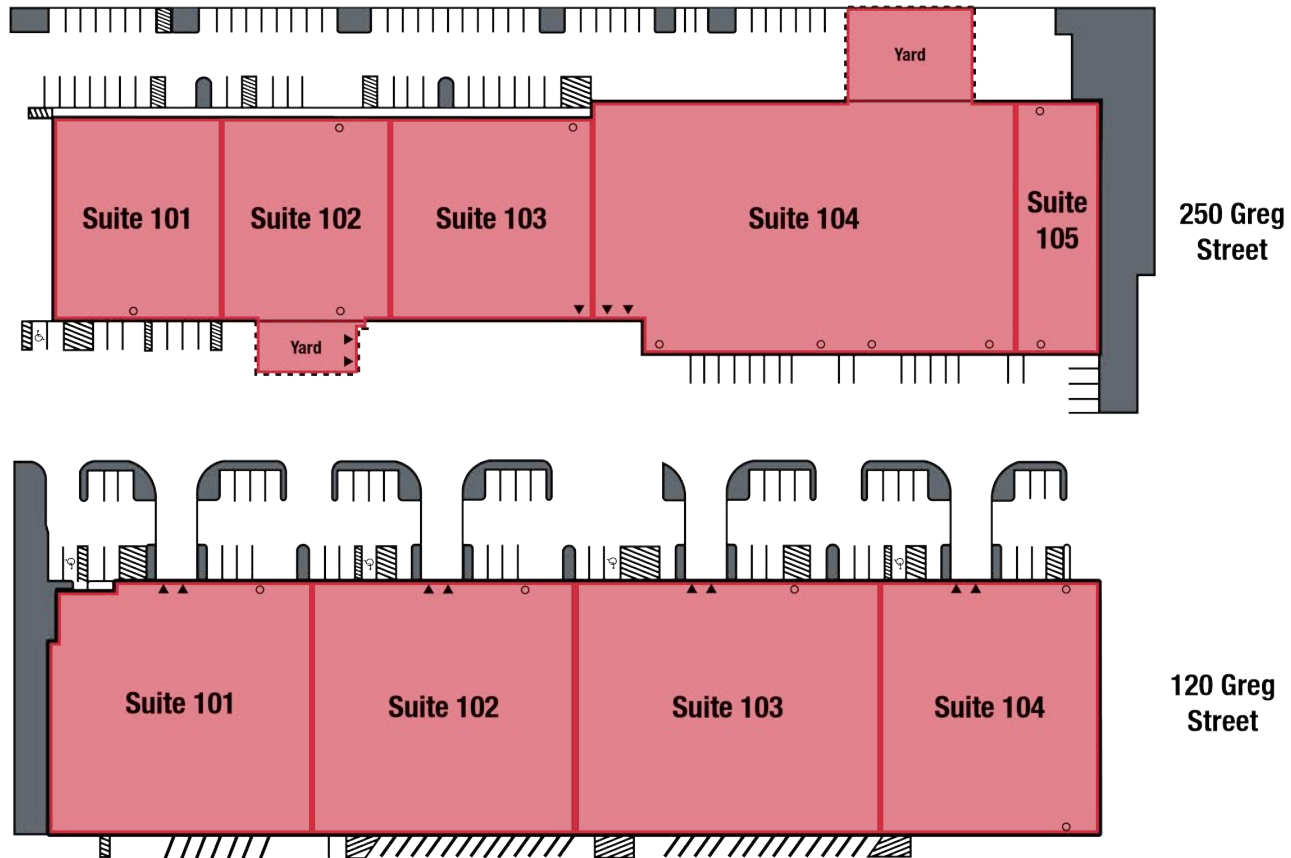 Yard
Suite 101
Suite 102
Suite 103
Suite 104
Suite
105
250 Greg
Street
Yard
Suite 101
Suite 102
Suite 103
Suite 104
120 Greg
Street